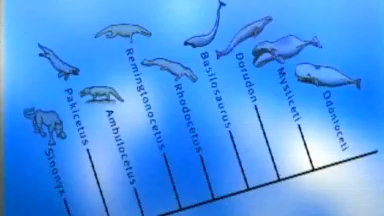 Sinonyx
Pakicetus
Ambulocetus
Remingtonocetus
Rhodocetus
Basilosaurus
Dorudon
Mysticeti
Odontoceti